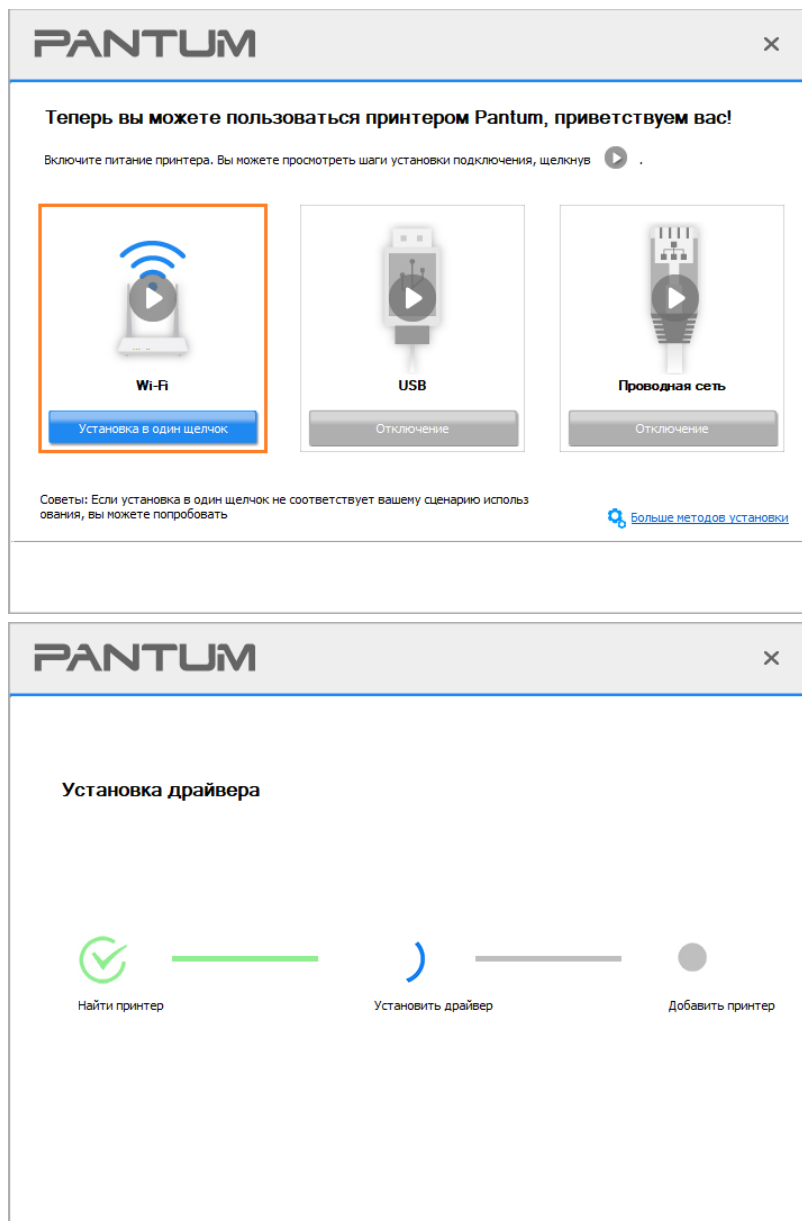 PANTUM
Теперь вы можете пользоваться принтером Pantum, приветствуем вас!
Включите питание принтера. Вы можете просмотреть шаги установки подключения, щелкнув .
Wi-Fi
USB
Проводная сеть
Установка в один щелчок
Отключение
Отключение
Советы: Если установка в один щелчок не соответствует вашему сценарию использ
ования, вы можете попробовать
Больше методов установки
PANTUM
Установка драйвера
Найти принтер
Установить драйвер
Добавить принтер